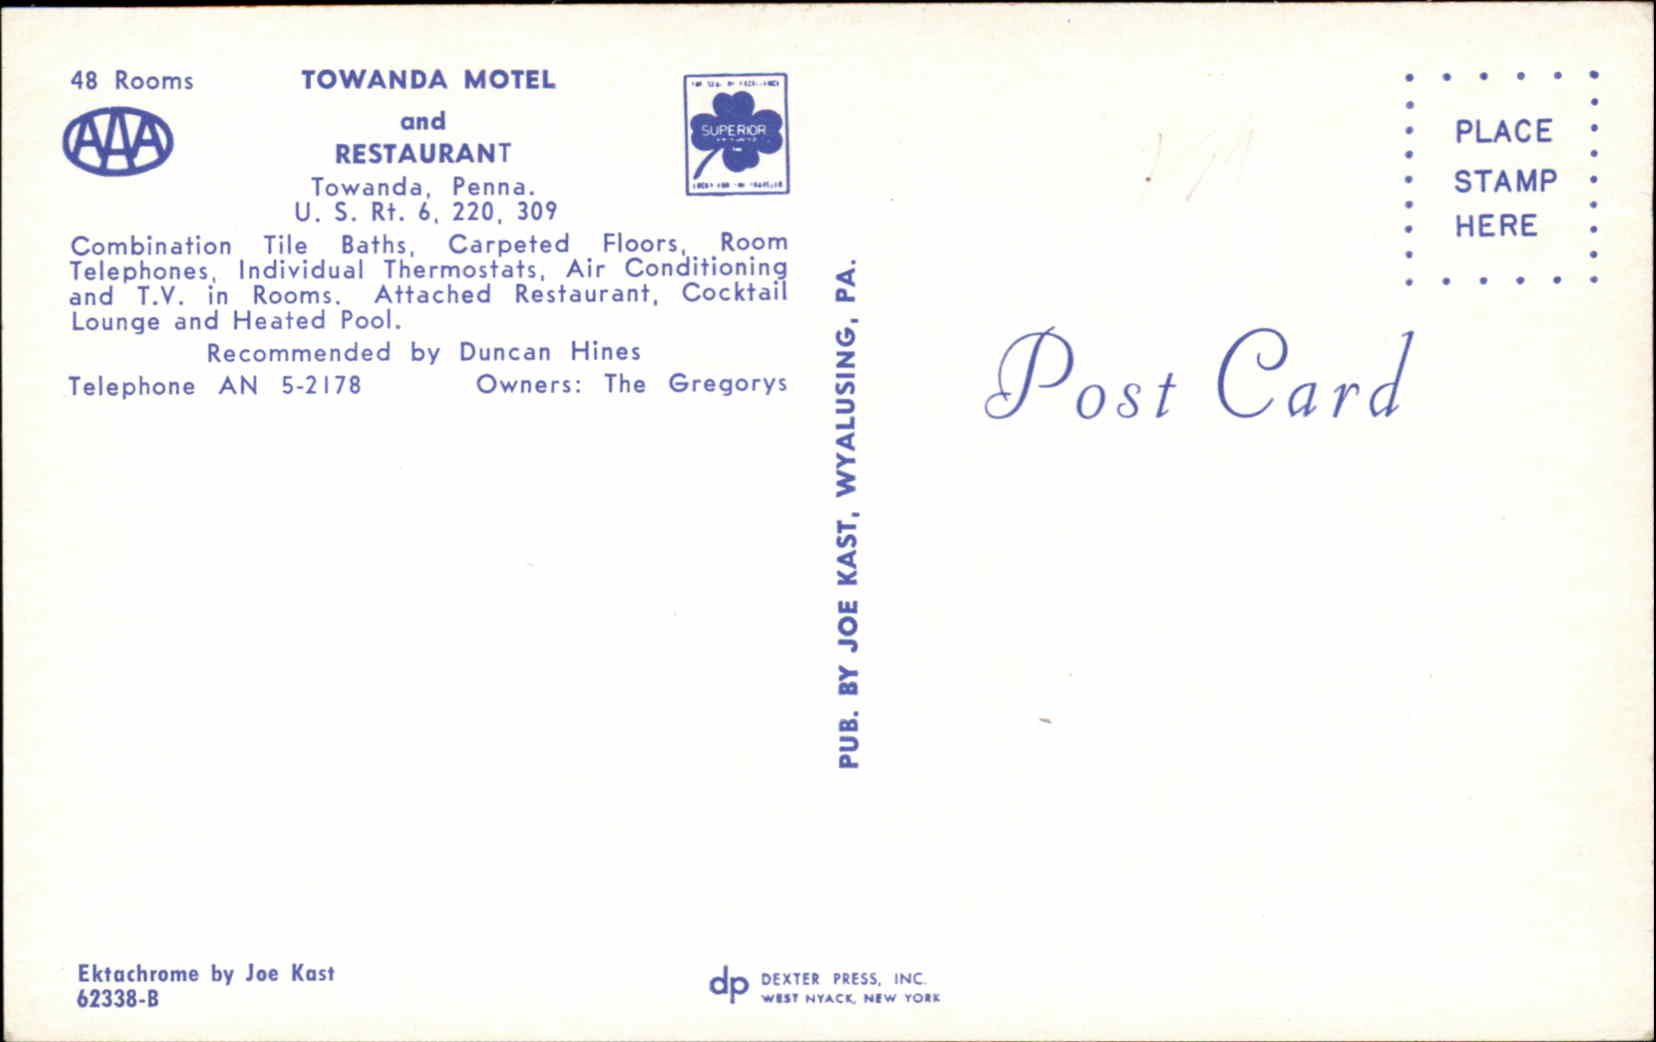 48 Rooms
TOWANDA MOTEL
AAA
and
RESTAURANT
SUPERIOR
Towanda, Penna.
U. S. Rt. 6, 220, 309
Combination Tile Baths, Carpeted Floors, Room
Telephones, Individual Thermostats, Air Conditioning
and T.V. in Rooms. Attached Restaurant, Cocktail
Lounge and Heated Pool.
Recommended by Duncan Hines
Telephone AN 5-2178 Owners: The Gregorys
PUB. BY JOE KAST, WYALUSING, PA.
PLACE
STAMP
HERE
Post Card
Ektachrome by Joe Kast
62338-B
dp DEXTER PRESS, INC.
WEST NYACK, NEW YORK